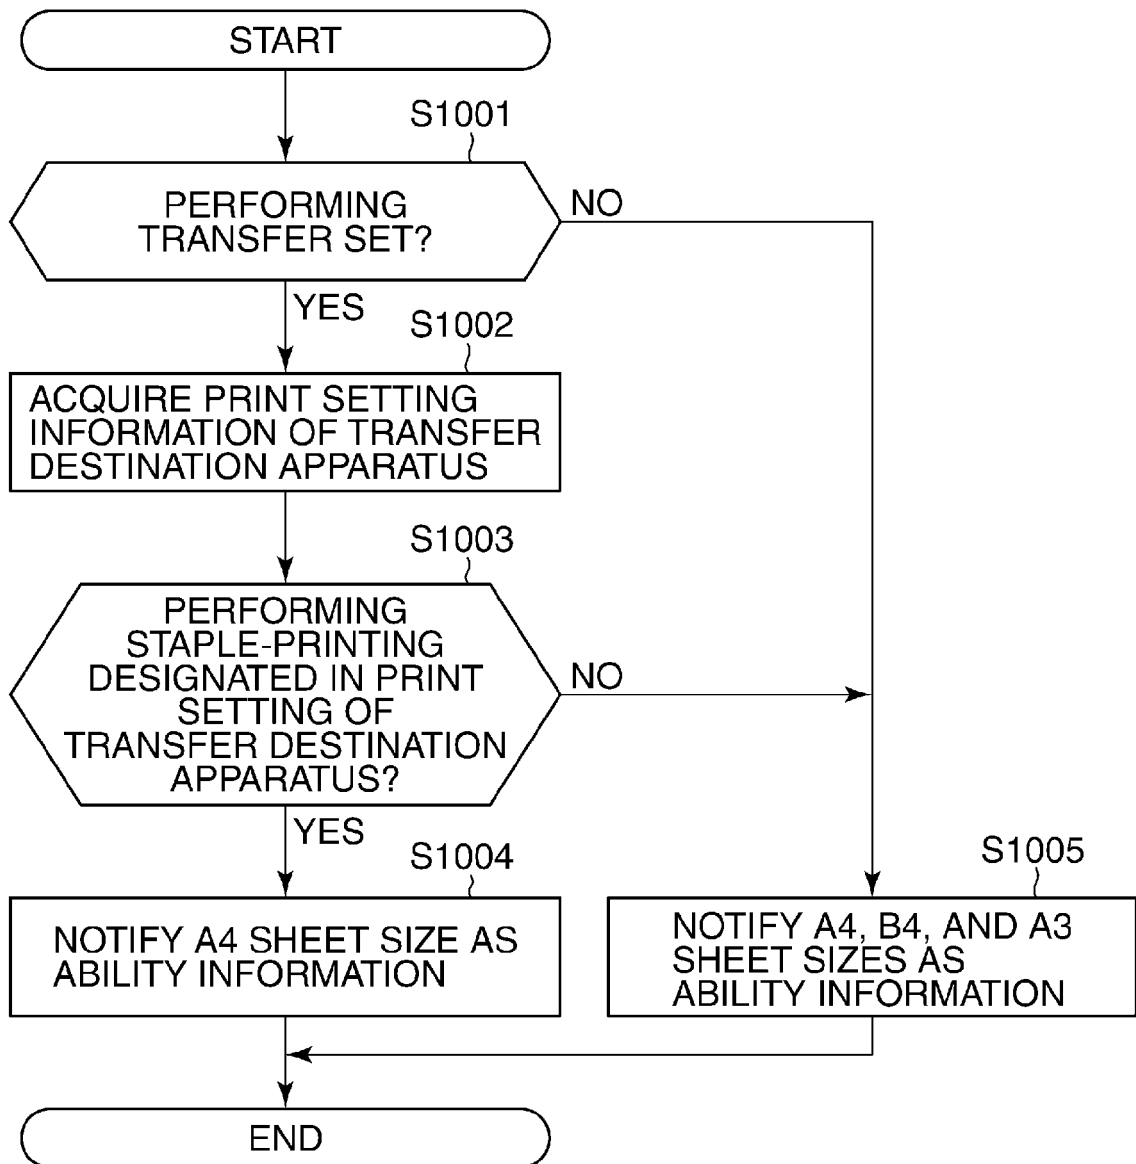 START
S1001
PERFORMING
TRANSFER SET?
NO
YES
S1002
ACQUIRE PRINT SETTING
INFORMATION OF TRANSFER
DESTINATION APPARATUS
S1003
PERFORMING
STAPLE-PRINTING
DESIGNATED IN PRINT
SETTING OF
TRANSFER DESTINATION
APPARATUS?
NO
YES
S1004
NOTIFY A4 SHEET SIZE AS
ABILITY INFORMATION
S1005
NOTIFY A4, B4, AND A3
SHEET SIZES AS
ABILITY INFORMATION
END